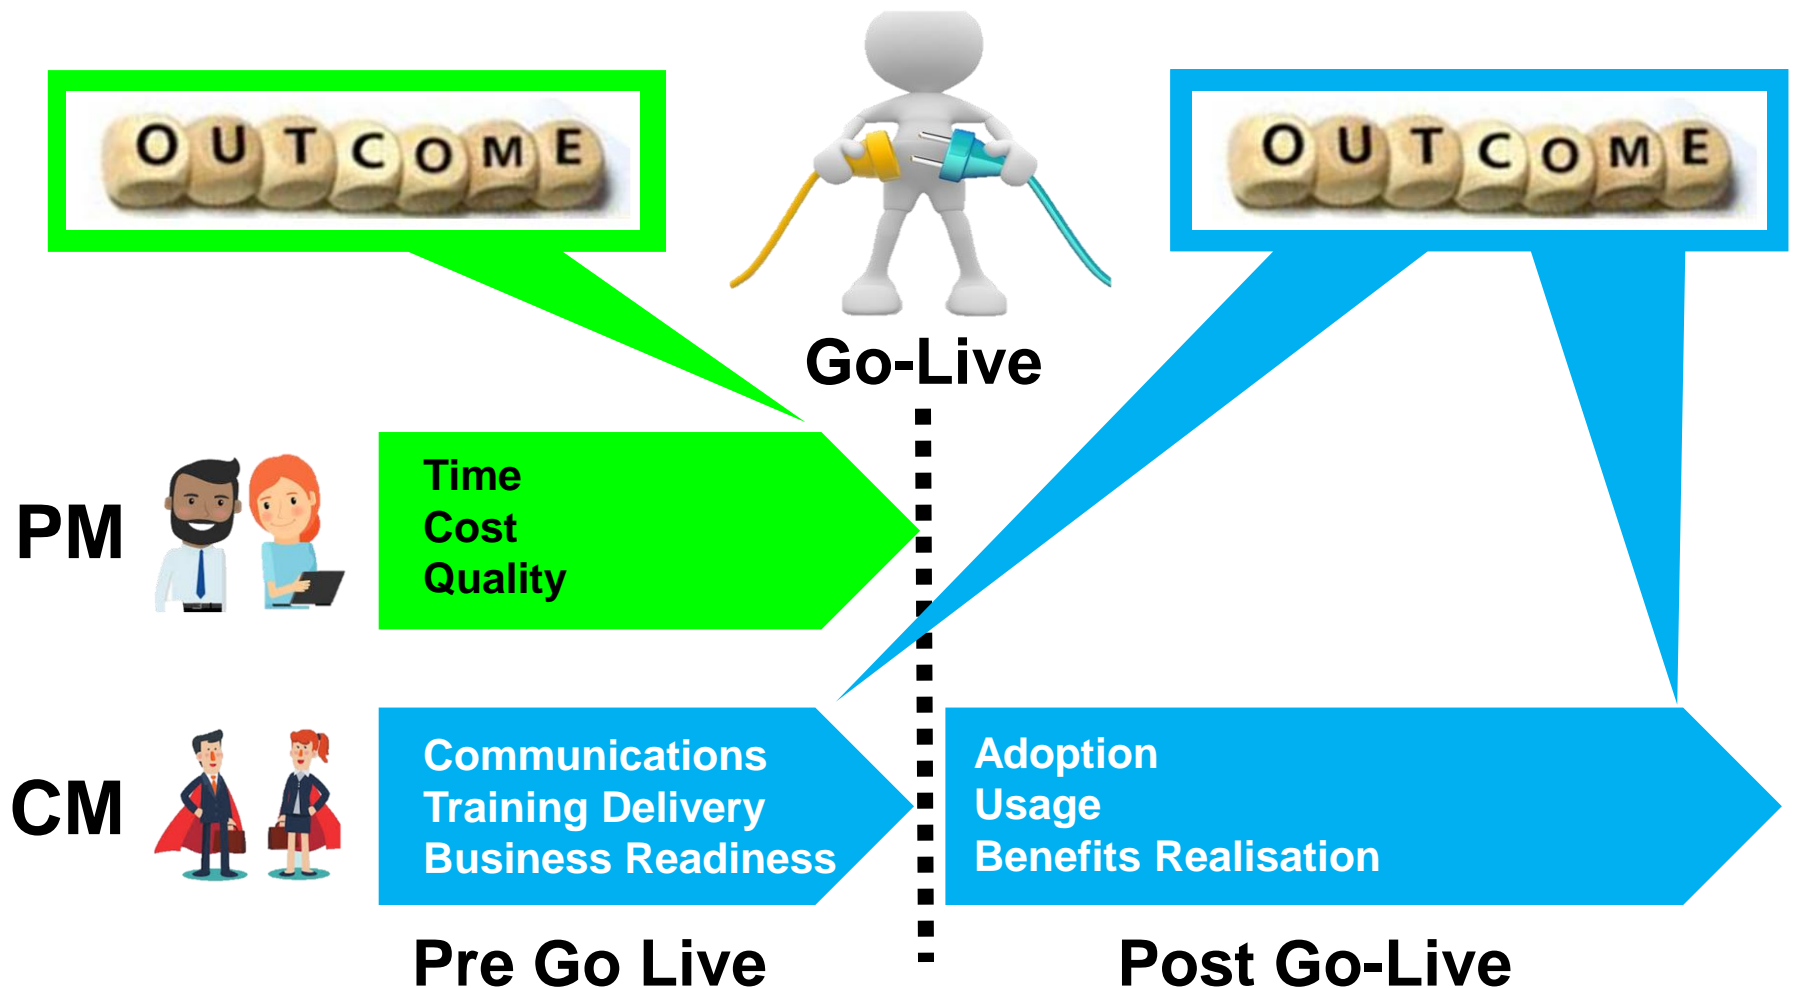 OUTCOME
OUTCOME
Go-Live
PM
Time
Cost
Quality
CM
Communications
Training Delivery
Business Readiness
Adoption
Usage
Benefits Realisation
Pre Go Live
Post Go-Live